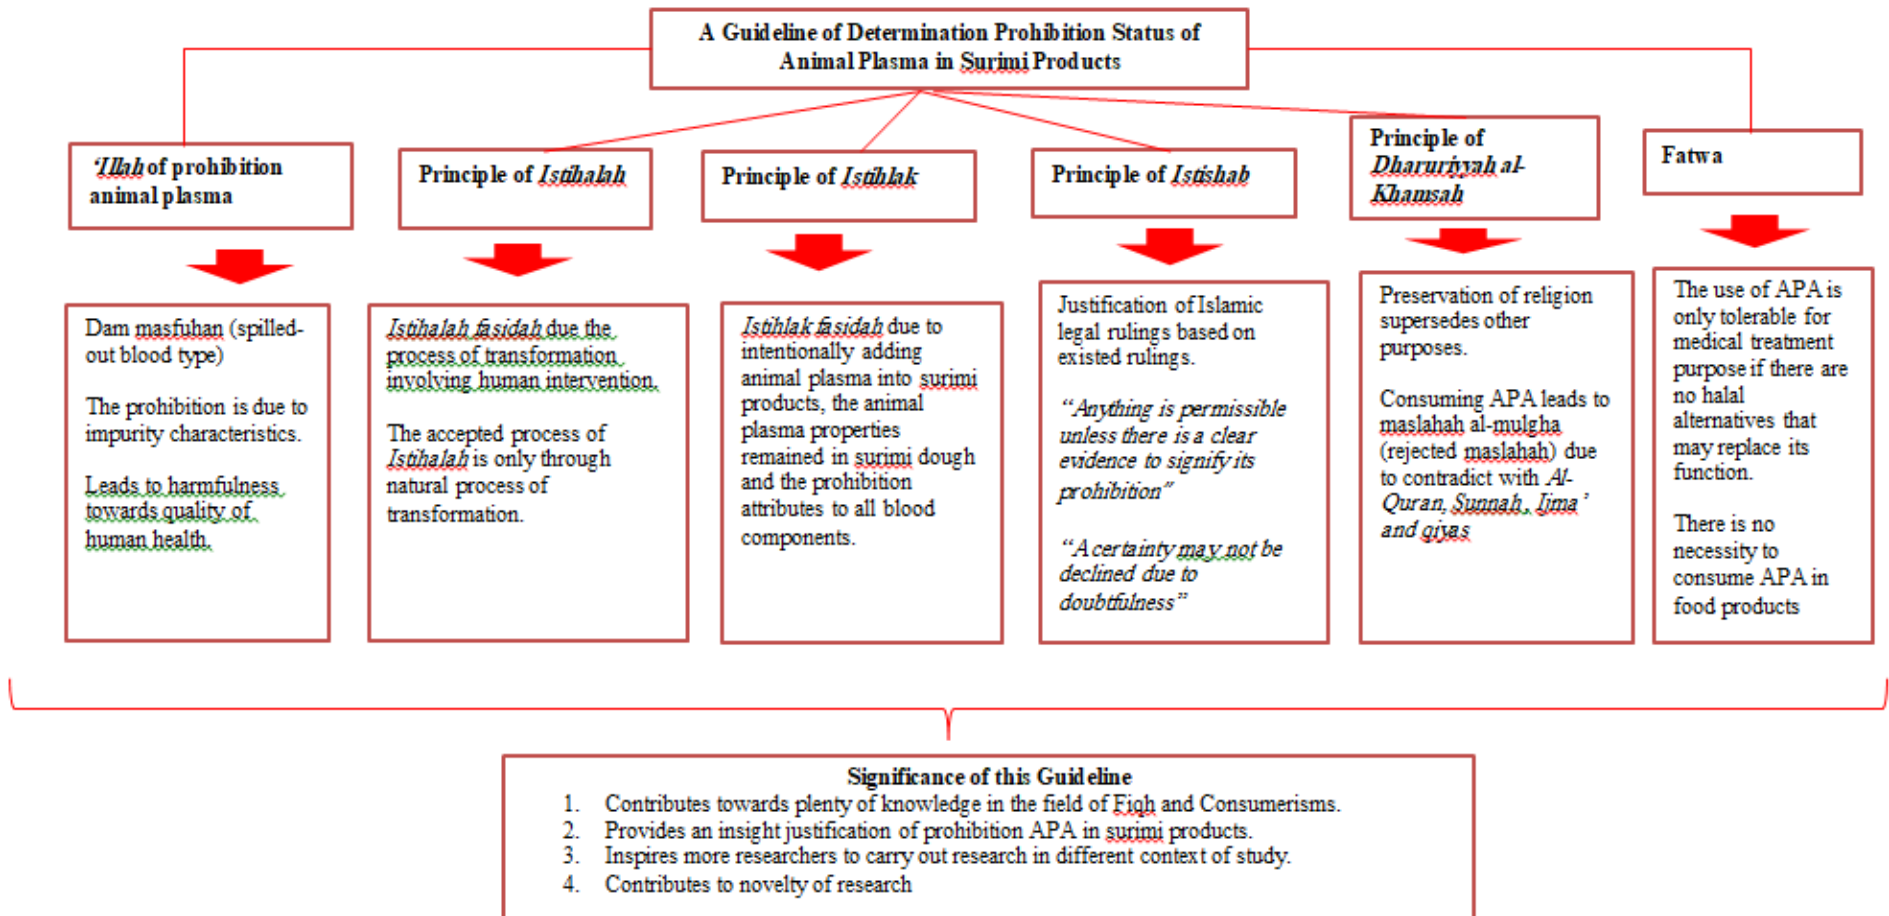 A Guideline of Determination Prohibition Status of
Animal Plasma in Surimi Products
‘Illah of prohibition
animal plasma
Principle of Istihalah
Principle of Istihlak
Principle of Istishab
Principle of
Dharuriyyah al-
Khamsah
Fatwa
Dam masfuhan (spilled-
out blood type)
The prohibition is due to
impurity characteristics.
Leads to harmfulness
towards quality of
human health.
Istihalah fasidah due the
process of transformation
involving human intervention.
The accepted process of
Istihalah is only through
natural process of
transformation.
Istihlak fasidah due to
intentionally adding
animal plasma into surimi
products, the animal
plasma properties
remained in surimi dough
and the prohibition
attributes to all blood
components.
Justification of Islamic
legal rulings based on
existed rulings.
“Anything is permissible
unless there is a clear
evidence to signify its
prohibition”
“A certainty may not be
declined due to
doubtfulness”
Preservation of religion
supersedes other
purposes.
Consuming APA leads to
maslahah al-mulgha
(rejected maslahah) due
to contradict with Al-
Quran, Sunnah, Ijma’
and qiyas
The use of APA is
only tolerable for
medical treatment
purpose if there are
no halal
alternatives that
may replace its
function.
There is no
necessity to
consume APA in
food products
Significance of this Guideline
1. Contributes towards plenty of knowledge in the field of Fiqh and Consumerisms.
2. Provides an insight justification of prohibition APA in surimi products.
3. Inspires more researchers to carry out research in different context of study.
4. Contributes to novelty of research